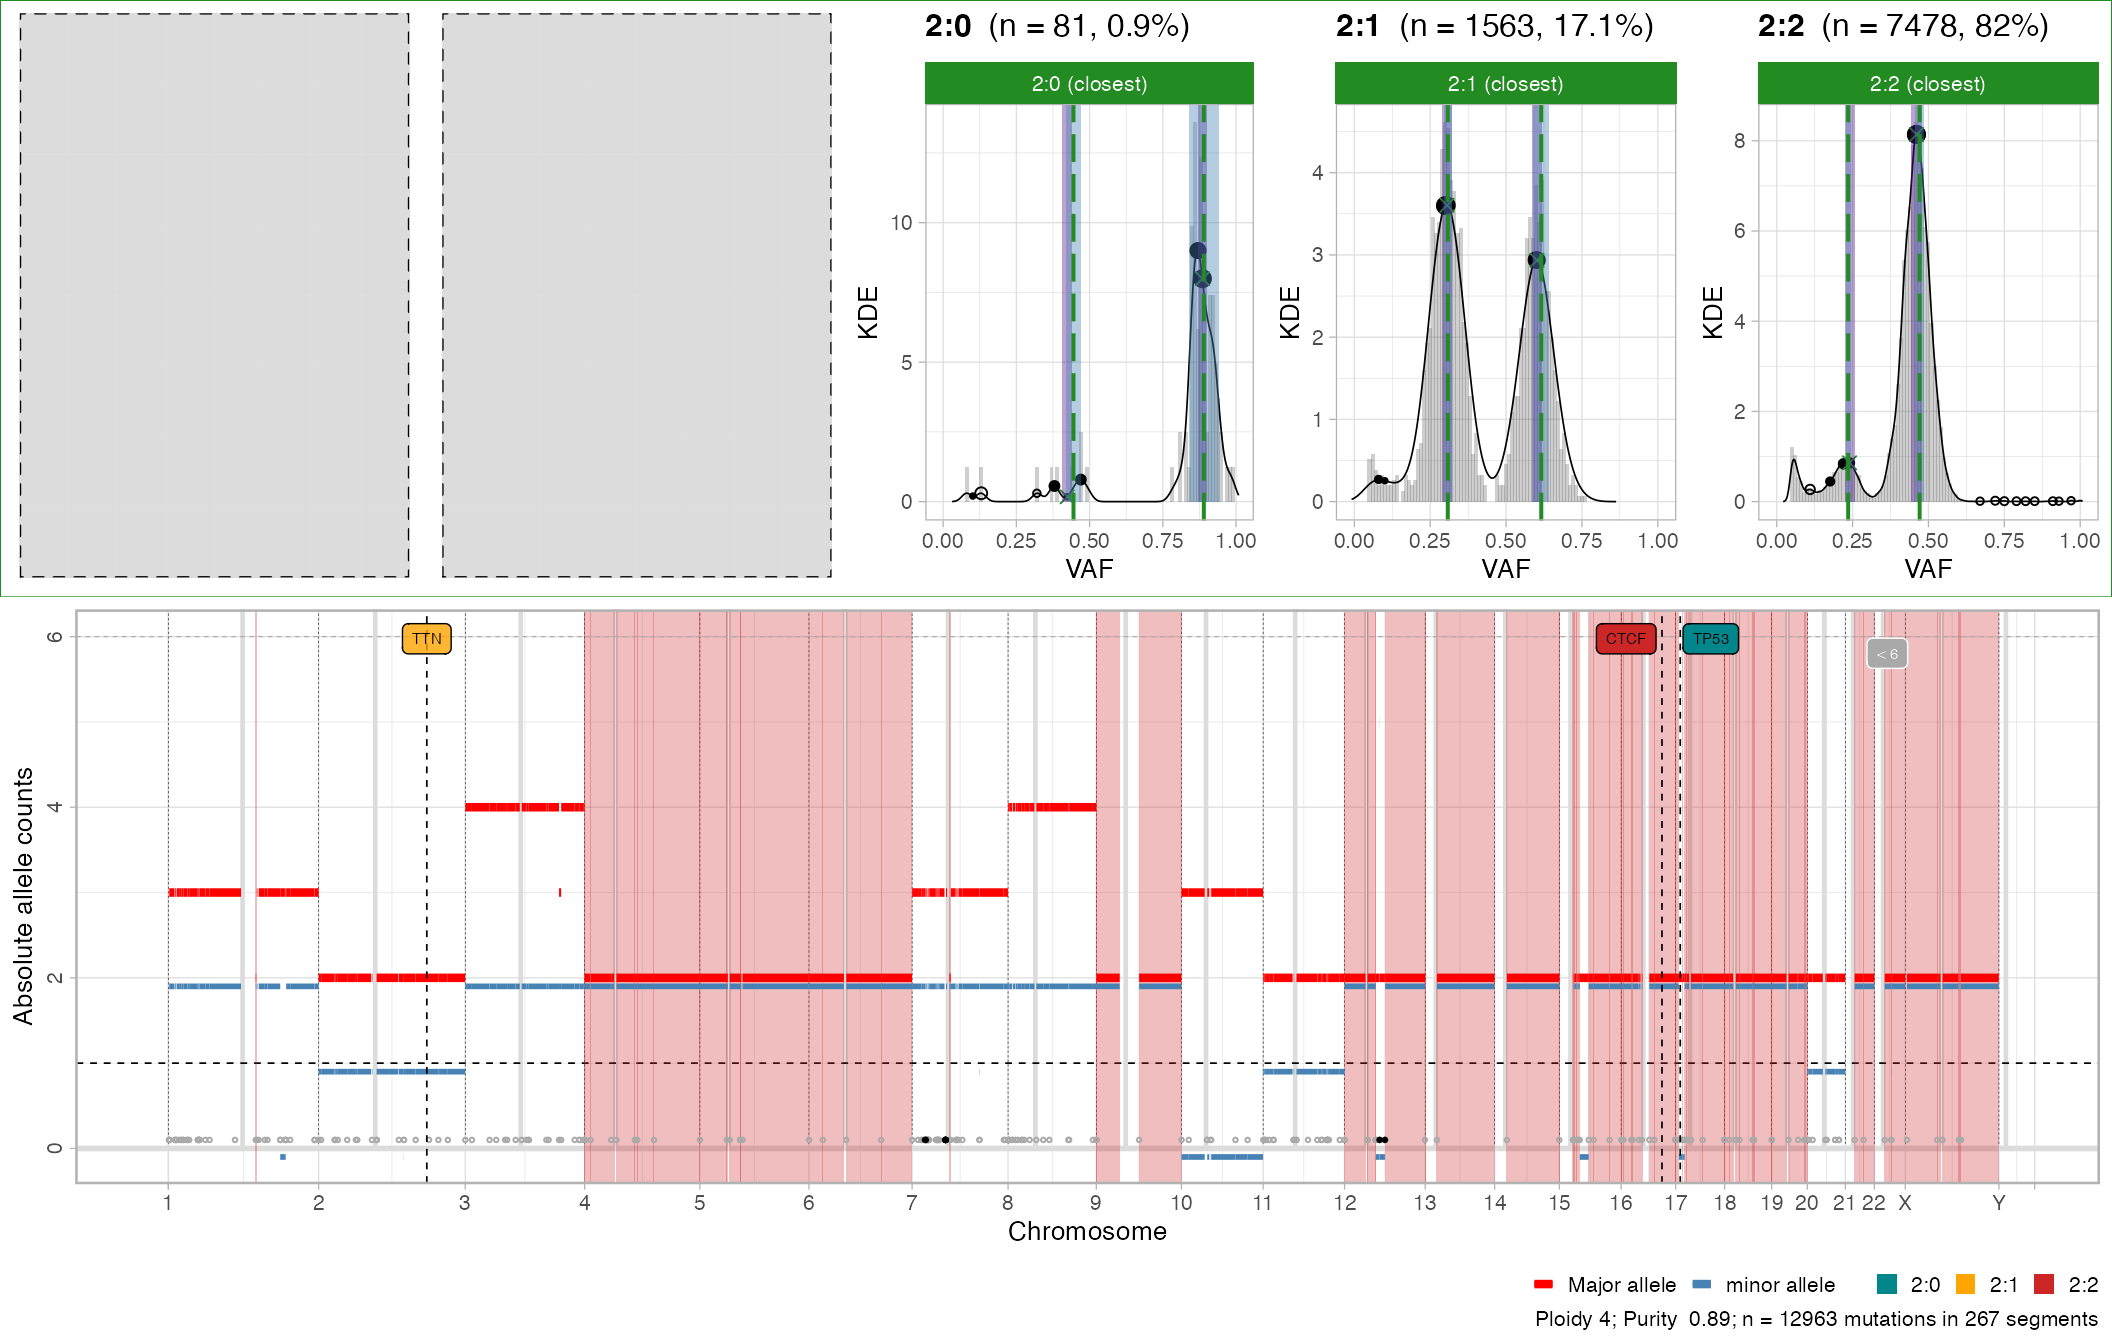 2:0 (n = 81, 0.9%)
2:0 (closest)
KDE
10
5
0
0.00 0.25 0.50 0.75 1.00
VAF
2:1 (n = 1563, 17.1%)
2:1 (closest)
KDE
4
3
2
1
0
0.00 0.25 0.50 0.75 1.00
VAF
2:2 (n = 7478, 82%)
2:2 (closest)
KDE
8
6
4
2
0
0.00 0.25 0.50 0.75 1.00
VAF
Absolute allele counts
6
4
2
0
TTN
CTCF
TP53
< 6
1 2 3 4 5 6 7 8 9 10 11 12 13 14 15 16 17 18 19 20 21 22 X Y
Chromosome
Major allele minor allele 2:0 2:1 2:2
Ploidy 4; Purity 0.89; n = 12963 mutations in 267 segments